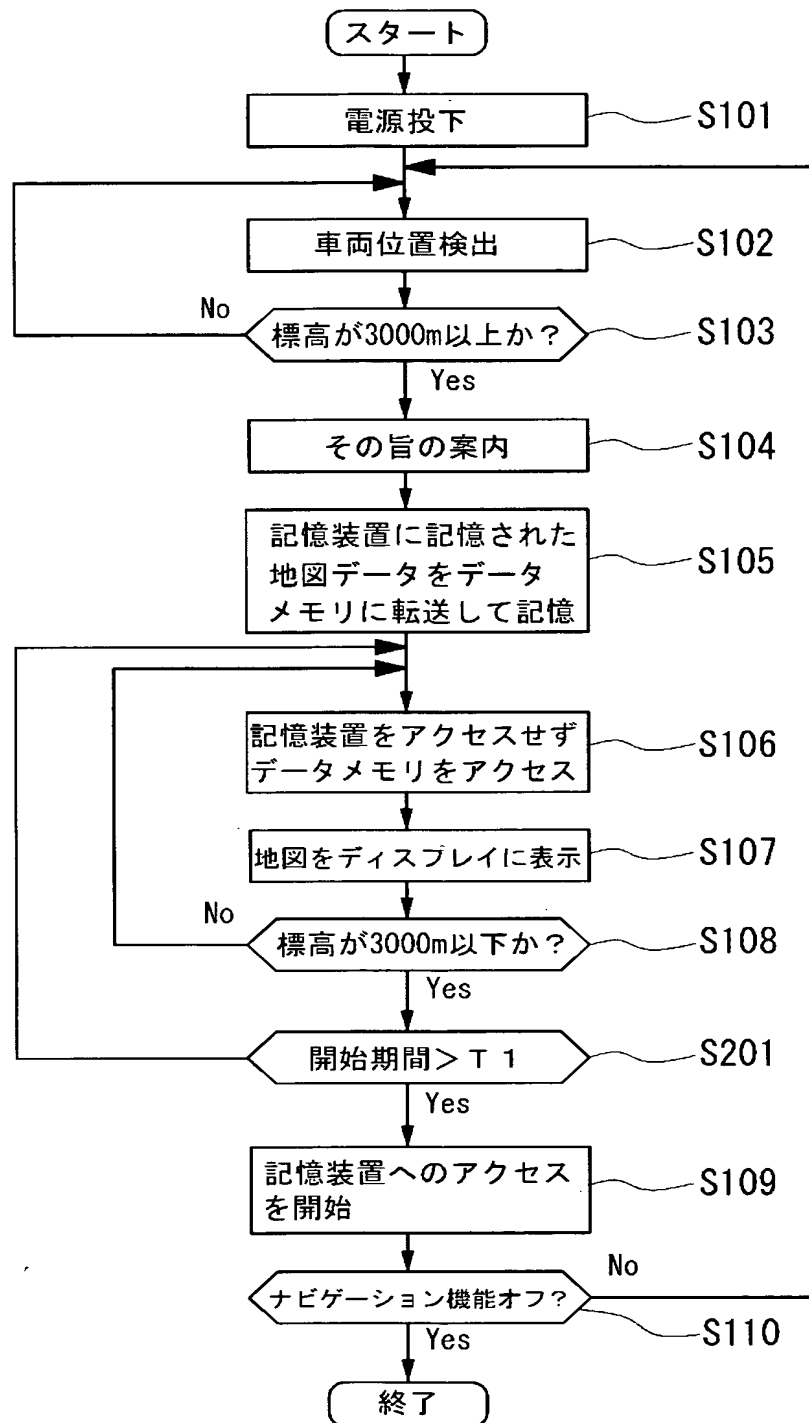 スタート
電源投下
S101
車両位置検出
S102
No
標高が3000m以上か?
S103
Yes
その旨の案内
S104
記憶装置に記憶された
地図データをデータ
メモリに転送して記憶
S105
記憶装置をアクセスせず
データメモリをアクセス
S106
地図をディスプレイに表示
S107
No
標高が3000m以下か?
S108
Yes
開始期間>T1
S201
Yes
記憶装置へのアクセス
を開始
S109
No
ナビゲーション機能オフ?
S110
Yes
終了